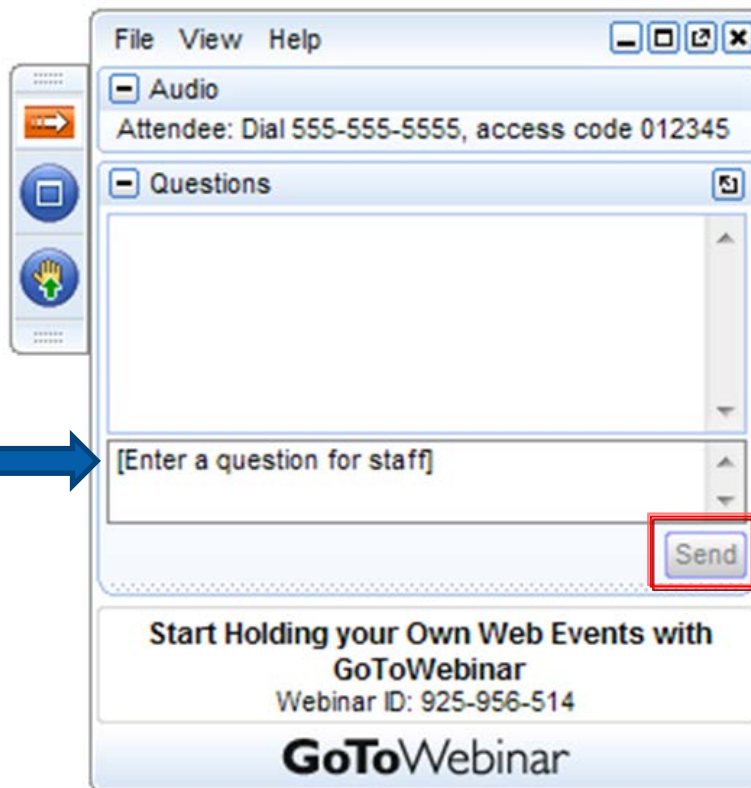 File View Help
Audio
Attendee: Dial 555-555-5555, access code 012345
Questions
[Enter a question for staff]
Send
Start Holding your Own Web Events with
GoToWebinar
Webinar ID: 925-956-514
GoToWebinar